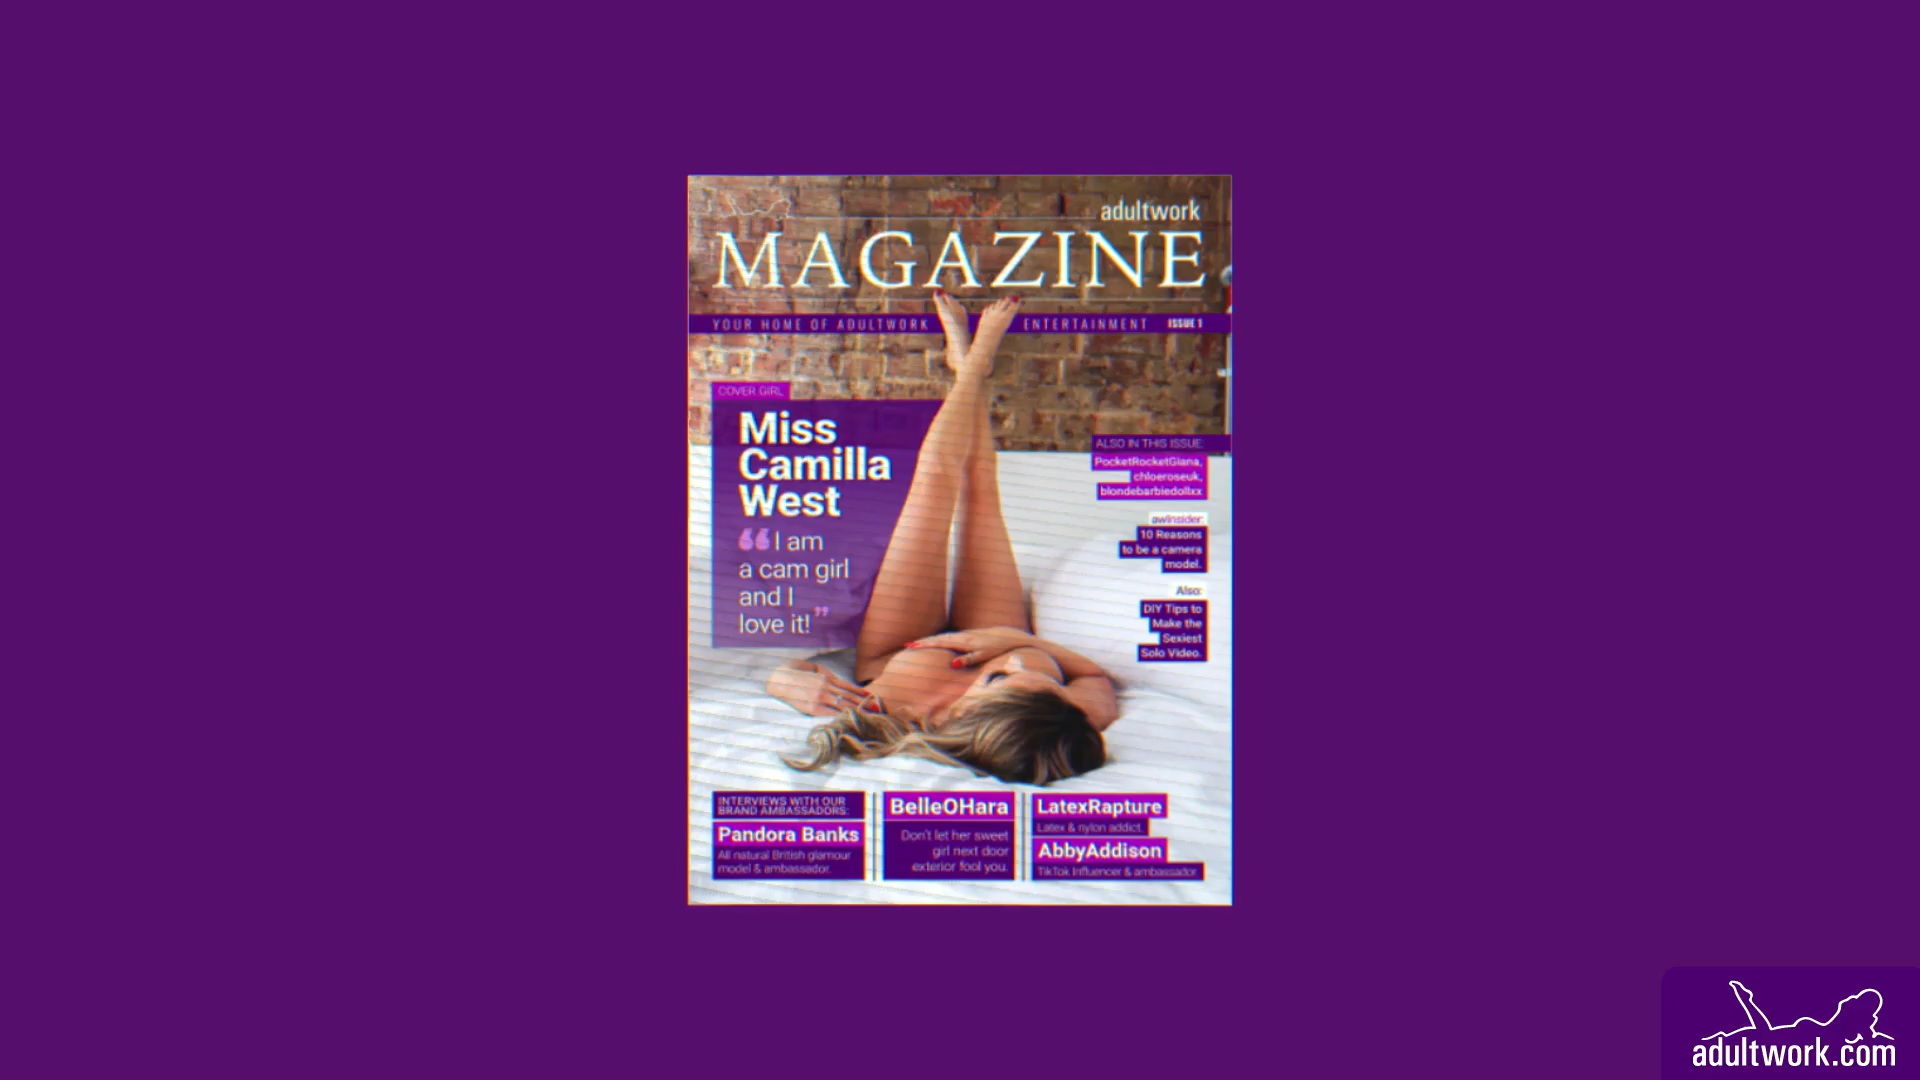 adultwork
MAGAZINE
YOUR HOME OF ADULTWORK ENTERTAINMENT ISSUE 1
COVER GIRL
Miss
Camilla
West
“I am
a cam girl
and I
love it!”
ALSO IN THIS ISSUE:
PocketRocketGiana,
chloeroseuk,
blondebarbiedollxx
awInsider:
10 Reasons
to be a camera
model.
Also:
DIY Tips to
Make the
Sexiest
Solo Video.
INTERVIEWS WITH OUR
BRAND AMBASSADORS:
Pandora Banks
All natural British glamour
model & ambassador.
BelleOHara
Don't let her sweet
girl next door
exterior fool you.
LatexRapture
Latex & nylon addict.
AbbyAddison
TikTok Influencer & ambassador
adultwork.com